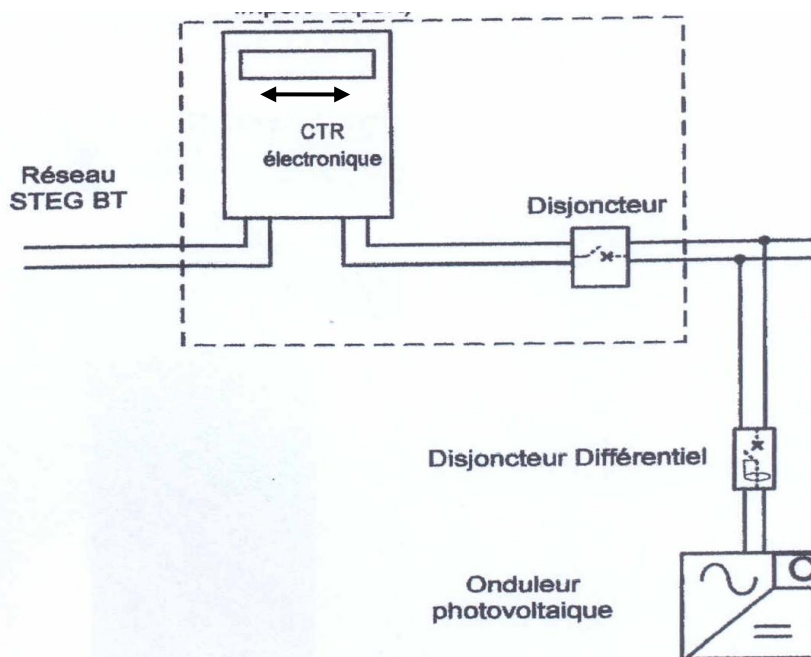 CTR
électronique
Réseau
STEG BT
Disjoncteur
Disjoncteur Différentiel
Onduleur
photovoltaique